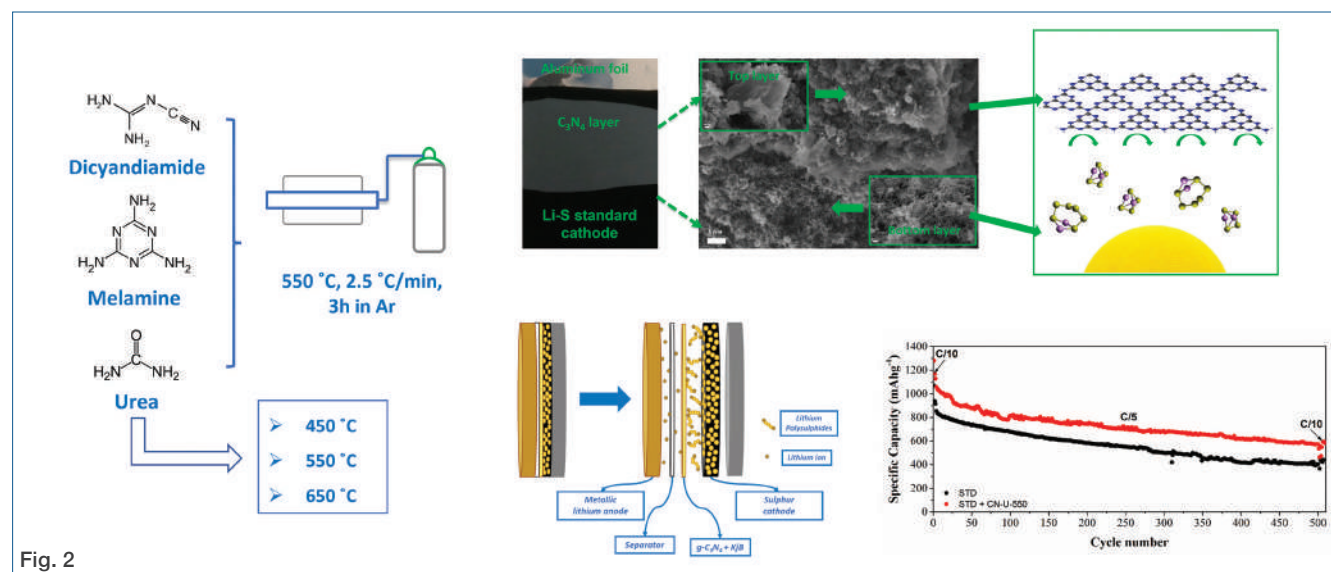 H₂N
N
C
N
NH₂
Dicyandiamide
NH₂
N
N
H₂N
N
NH₂
Melamine
O
C
H₂N
NH₂
Urea
550 ˚C, 2.5 ˚C/min,
3h in Ar
➢ 450 ˚C
➢ 550 ˚C
➢ 650 ˚C
Aluminum foil
C₃N₄ layer
Li-S standard
cathode
Top layer
Bottom layer
Lithium
Polysulphides
Lithium ion
Metallic
lithium anode
Sulphur
cathode
Separator
g-C₃N₄ + KjB
Specific Capacity (mAhg⁻¹)
1400
1200
1000
800
600
400
200
0
C/10
C/5
C/10
STD
STD + CN-U-550
0 50 100 150 200 250 300 350 400 450 500
Cycle number
Fig. 2